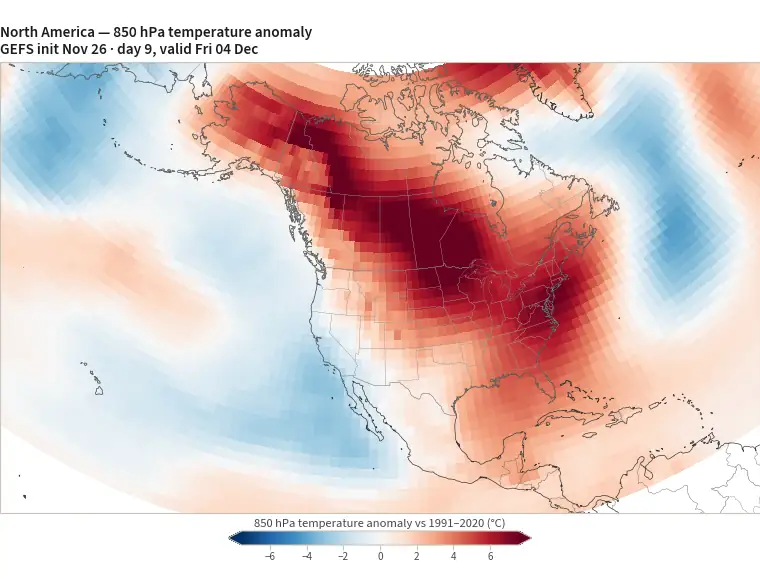 North America — 850 hPa temperature anomaly
GEFS init Nov 26 · day 9, valid Fri 04 Dec
850 hPa temperature anomaly vs 1991–2020 (°C)
−6 −4 −2 0 2 4 6